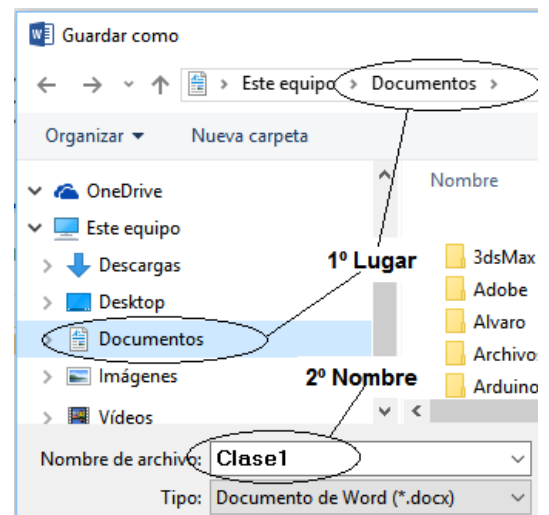 Guardar como
Este equipo > Documentos >
Organizar Nueva carpeta
OneDrive
Este equipo
Descargas
Desktop
Documentos
Imágenes
Vídeos
Nombre
3dsMax
Adobe
Alvaro
Archivos
Arduino
1º Lugar
2º Nombre
Nombre de archivo: Clase1
Tipo: Documento de Word (*.docx)